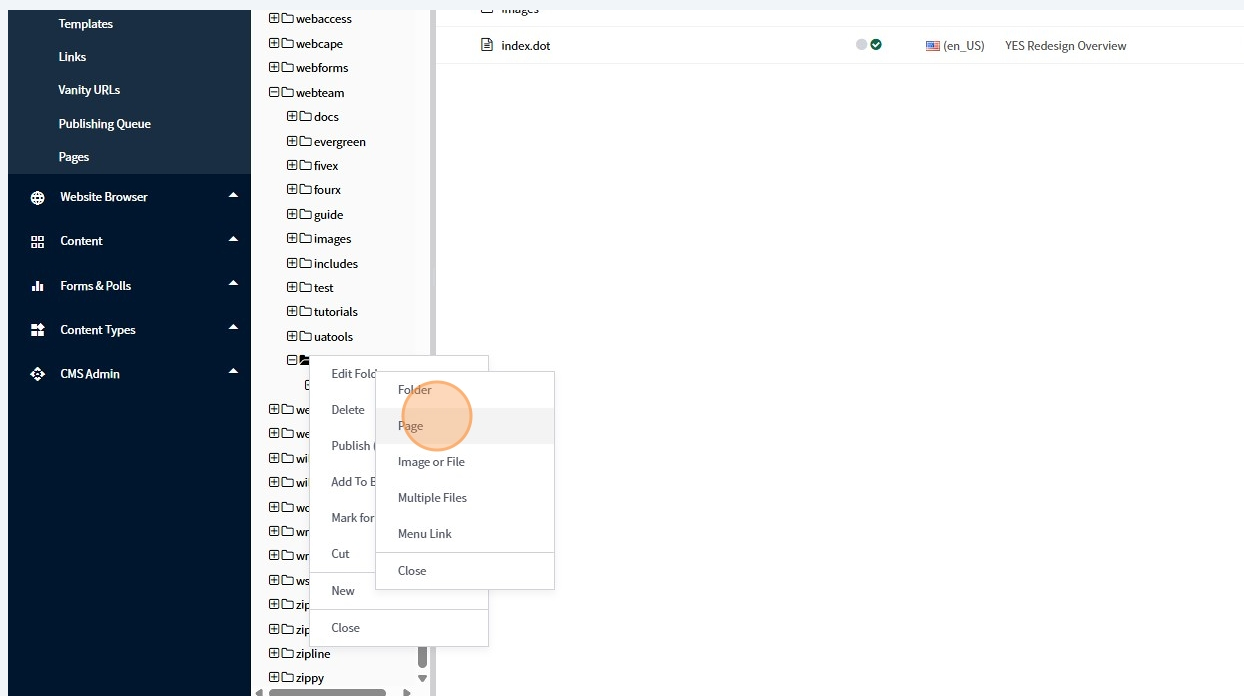 Templates
Links
Vanity URLs
Publishing Queue
Pages
Website Browser
Content
Forms & Polls
Content Types
CMS Admin
webaccess
webcape
webforms
webteam
docs
evergreen
fivex
fourx
guide
images
includes
test
tutorials
uatools
zipline
zippy
Edit
Delete
Publish
Add To
Mark for
Cut
New
Close
Folder
Page
Image or File
Multiple Files
Menu Link
Close
images
index.dot (en_US) YES Redesign Overview